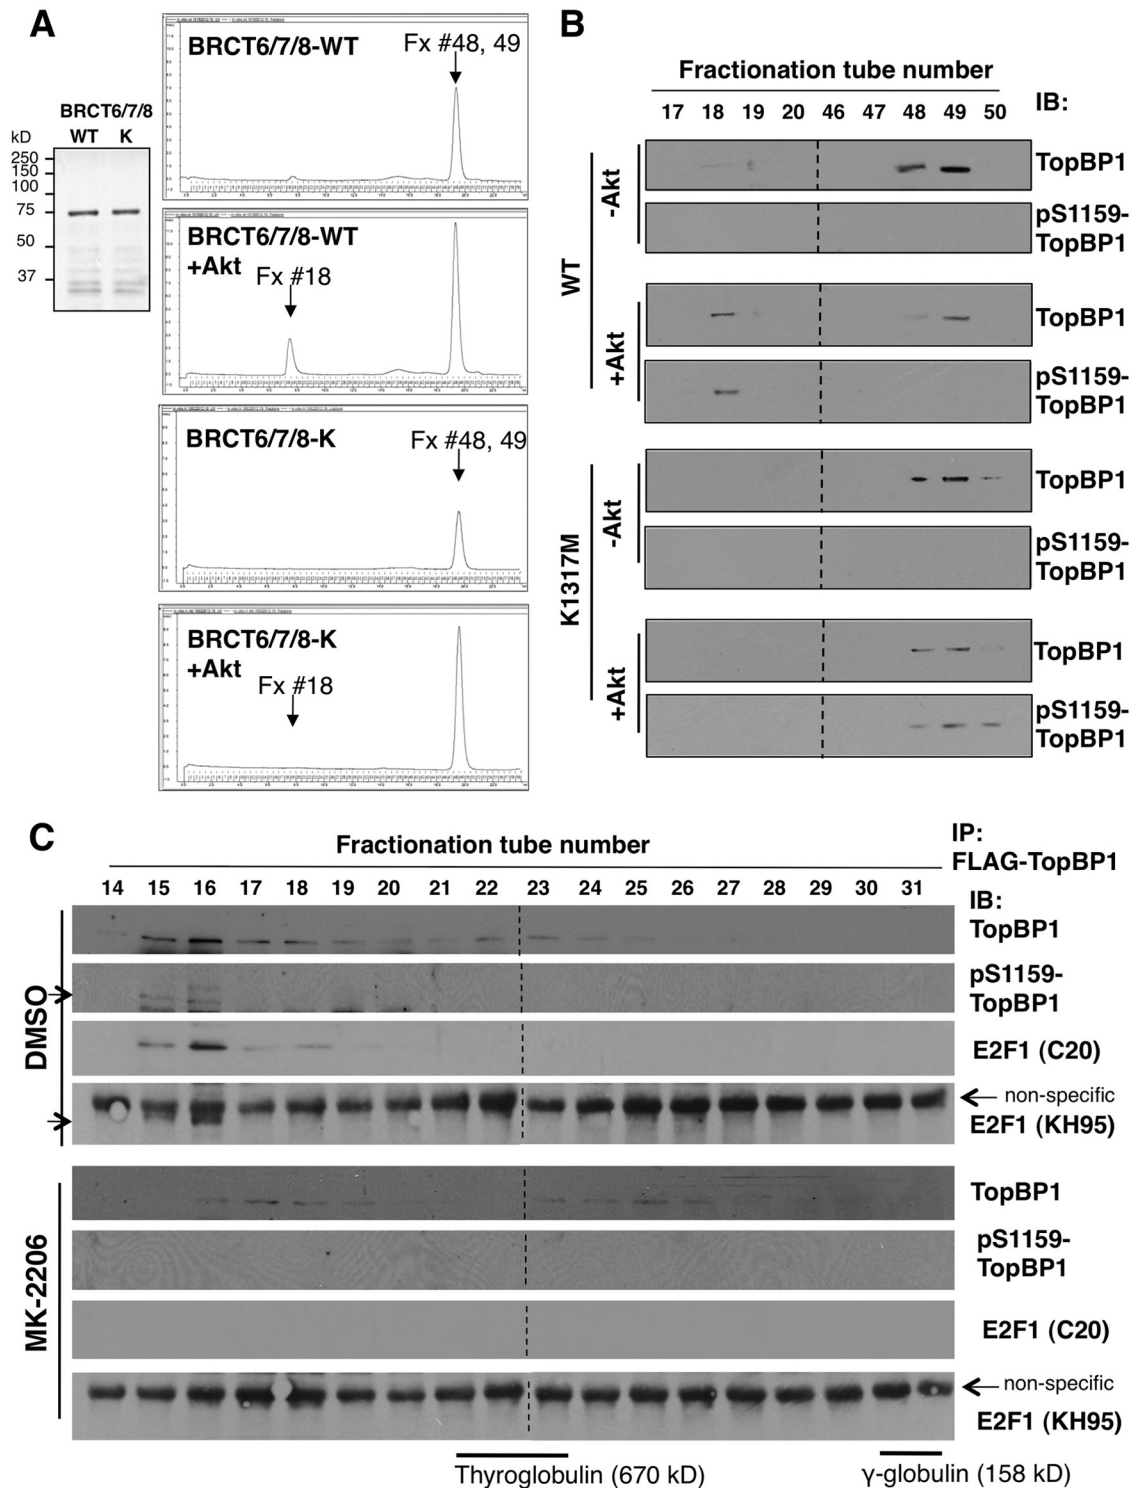 A
BRCT6/7/8
kD
WT K
250
150
100
75
50
37
BRCT6/7/8-WT
Fx #48, 49
BRCT6/7/8-WT
+Akt
Fx #18
BRCT6/7/8-K
Fx #48, 49
BRCT6/7/8-K
+Akt
Fx #18
B
Fractionation tube number
17 18 19 20 46 47 48 49 50
IB:
WT
-Akt
TopBP1
pS1159-
TopBP1
+Akt
TopBP1
pS1159-
TopBP1
K1317M
-Akt
TopBP1
pS1159-
TopBP1
+Akt
TopBP1
pS1159-
TopBP1
C
Fractionation tube number
IP:
FLAG-TopBP1
14 15 16 17 18 19 20 21 22 23 24 25 26 27 28 29 30 31
IB:
DMSO
TopBP1
pS1159-
TopBP1
E2F1 (C20)
non-specific
E2F1 (KH95)
MK-2206
TopBP1
pS1159-
TopBP1
E2F1 (C20)
non-specific
E2F1 (KH95)
Thyroglobulin (670 kD)
γ-globulin (158 kD)